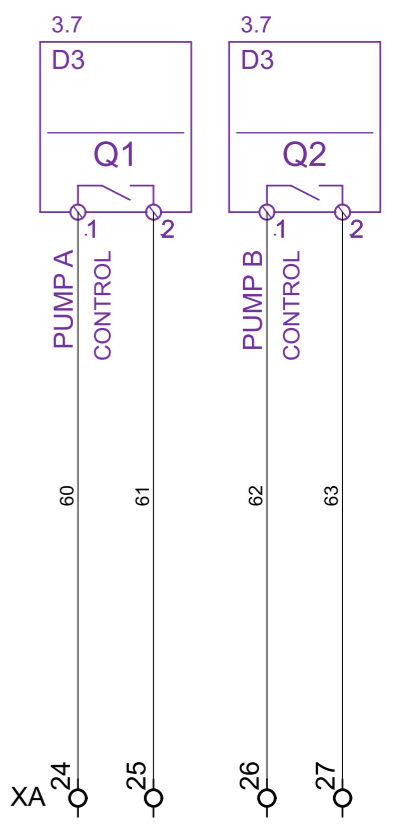 3.7
D3
Q1
.1
.2
PUMP A
CONTROL
3.7
D3
Q2
.1
.2
PUMP B
CONTROL
60
61
62
63
XA
24
25
26
27